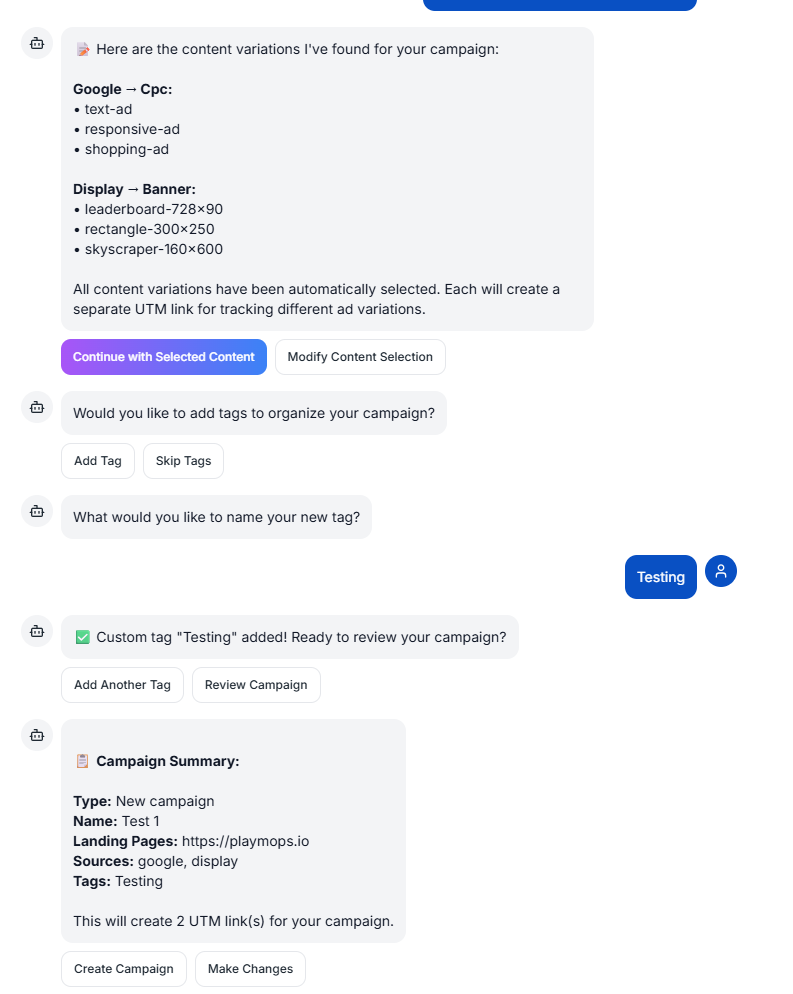 📝 Here are the content variations I've found for your campaign:
Google → Cpc:
• text-ad
• responsive-ad
• shopping-ad
Display → Banner:
• leaderboard-728×90
• rectangle-300×250
• skyscraper-160×600
All content variations have been automatically selected. Each will create a
separate UTM link for tracking different ad variations.
Continue with Selected Content
Modify Content Selection
Would you like to add tags to organize your campaign?
Add Tag
Skip Tags
What would you like to name your new tag?
Testing
✅ Custom tag "Testing" added! Ready to review your campaign?
Add Another Tag
Review Campaign
📋 Campaign Summary:
Type: New campaign
Name: Test 1
Landing Pages: https://playmops.io
Sources: google, display
Tags: Testing
This will create 2 UTM link(s) for your campaign.
Create Campaign
Make Changes